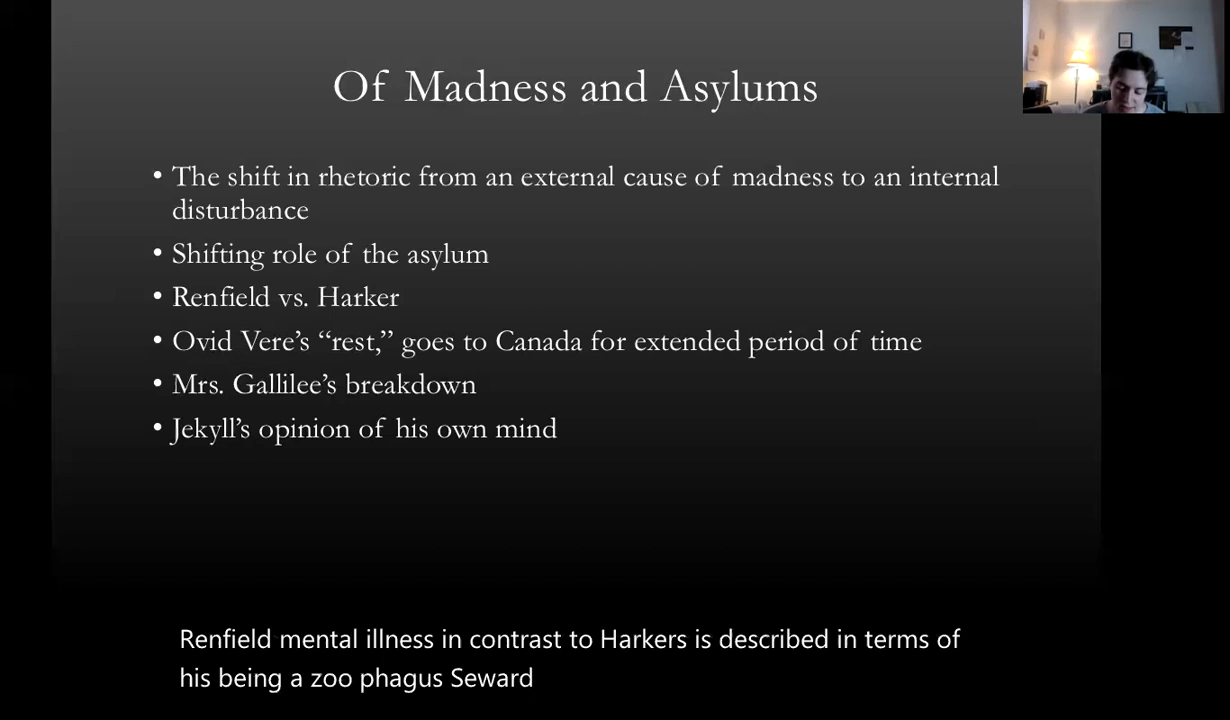 Of Madness and Asylums
• The shift in rhetoric from an external cause of madness to an internal
disturbance
• Shifting role of the asylum
• Renfield vs. Harker
• Ovid Vere’s “rest,” goes to Canada for extended period of time
• Mrs. Gallilee’s breakdown
• Jekyll’s opinion of his own mind
Renfield mental illness in contrast to Harkers is described in terms of
his being a zoo phagus Seward